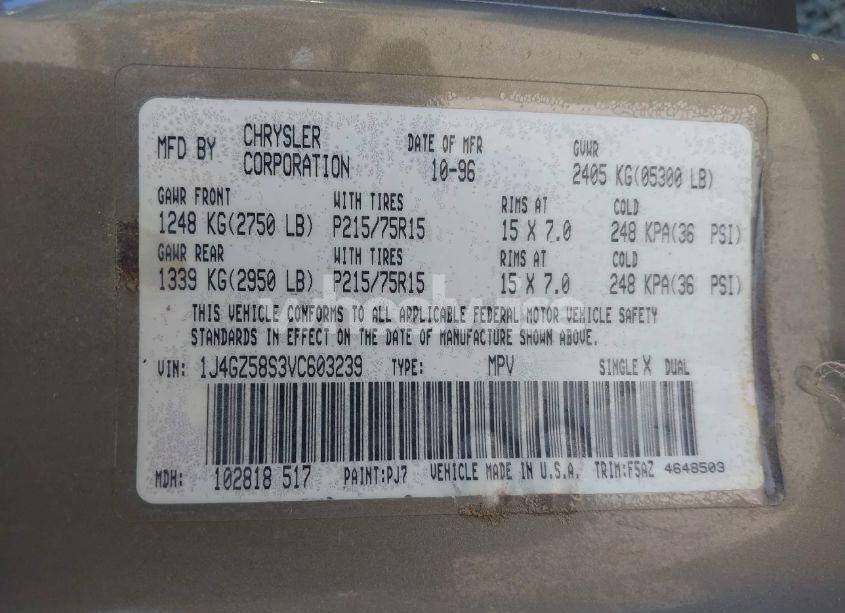 MFD BY CHRYSLER CORPORATION DATE OF MFR 10-96 GVWR 2405 KG(05300 LB)
GAWR FRONT WITH TIRES RIMS AT COLD
1248 KG(2750 LB) P215/75R15 15 X 7.0 248 KPA(36 PSI)
GAWR REAR WITH TIRES RIMS AT COLD
1339 KG(2950 LB) P215/75R15 15 X 7.0 248 KPA(36 PSI)
THIS VEHICLE CONFORMS TO ALL APPLICABLE FEDERAL MOTOR VEHICLE SAFETY
STANDARDS IN EFFECT ON THE DATE OF MANUFACTURE SHOWN ABOVE.
VIN: 1J4GZ58S3VC603239 TYPE: MPV SINGLE X DUAL
MDH: 102818 517 PAINT:PJ7 VEHICLE MADE IN U.S.A. TRIM:F5AZ 4648503